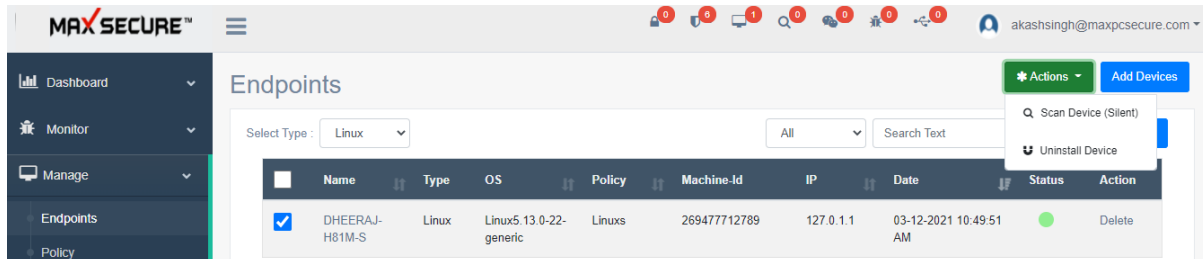 MAX SECURE™
0 6 1 0 0 0 0
akashsingh@maxpcsecure.com
Dashboard
Monitor
Manage
Endpoints
Policy
Endpoints
Actions
Add Devices
Scan Device (Silent)
Uninstall Device
Select Type : Linux
All
Search Text
Name Type OS Policy Machine-Id IP Date Status Action
DHEERAJ- Linux Linux5.13.0-22- Linuxs 269477712789 127.0.1.1 03-12-2021 10:49:51 Delete
H81M-S generic AM